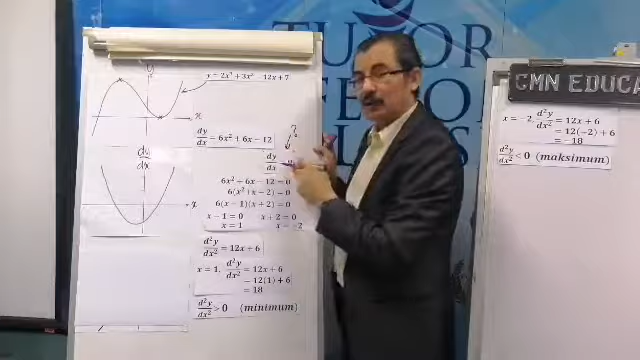 y
y = 2x³ + 3x² − 12x + 7
x
dy/dx = 6x² + 6x − 12
dy/dx
dy/dx
6x² + 6x − 12 = 0
6(x² + x − 2) = 0
x
6(x − 1)(x + 2) = 0
x − 1 = 0 x + 2 = 0
x = 1 x = −2
d²y/dx² = 12x + 6
x = 1, d²y/dx² = 12x + 6
= 12(1) + 6
= 18
d²y/dx² > 0 (minimum)
CMN EDUCA
x = −2, d²y/dx² = 12x + 6
= 12(−2) + 6
= −18
d²y/dx² < 0 (maksimum)